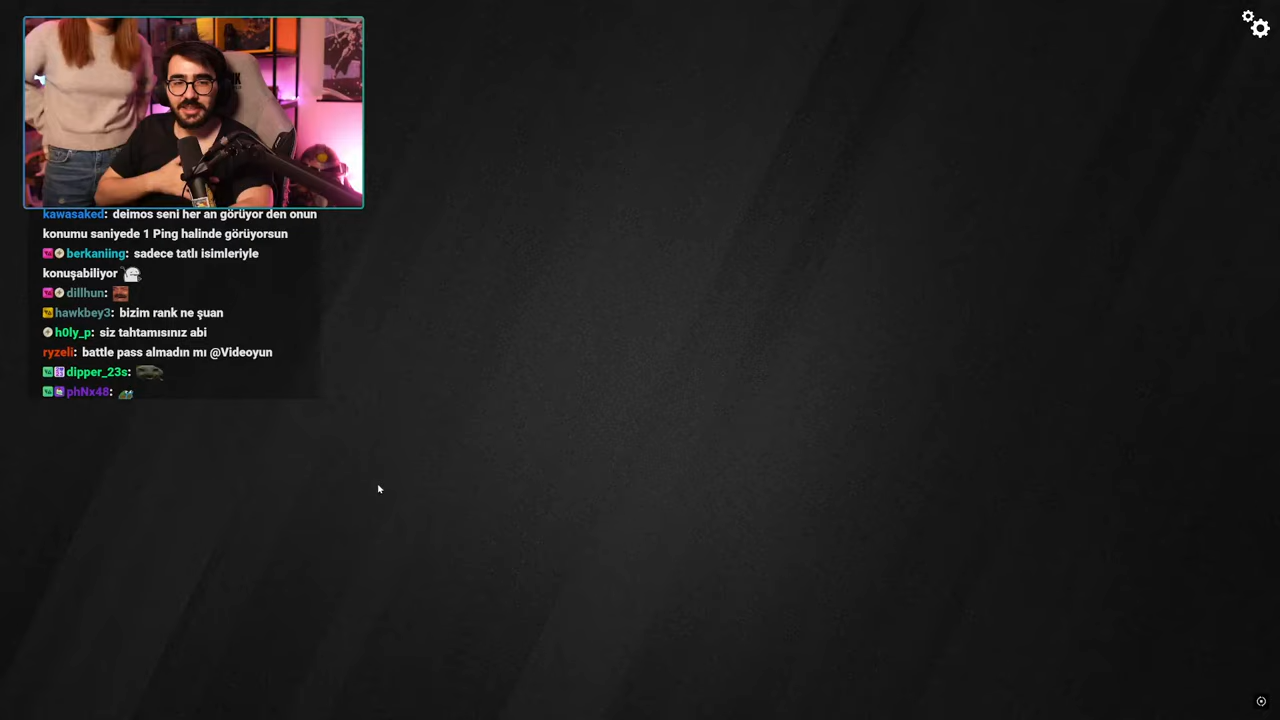 kawasaked: deimos seni her an görüyor den onun
konumu saniyede 1 Ping halinde görüyorsun
berkaniing: sadece tatlı isimleriyle
konuşabiliyor
dillhun:
hawkbey3: bizim rank ne şuan
h0ly_p: siz tahtamısınız abi
ryzeli: battle pass almadın mı @Videoyun
dipper_23s:
phNx48: